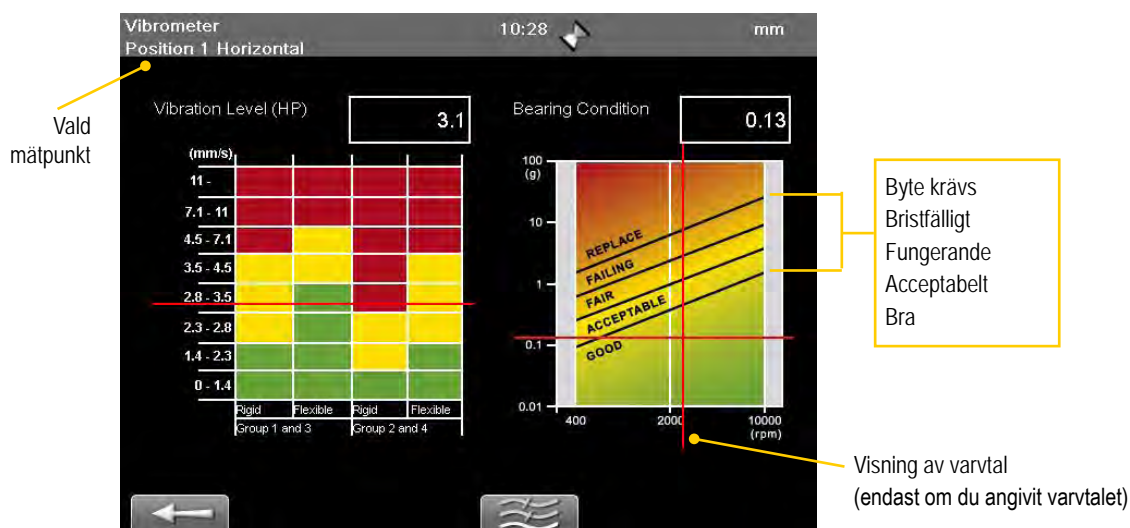 Vibrometer
10:28
mm
Position 1 Horizontal
Vald
mätpunkt
Vibration Level (HP)
3.1
(mm/s)
11 -
7.1 - 11
4.5 - 7.1
3.5 - 4.5
2.8 - 3.5
2.3 - 2.8
1.4 - 2.3
0 - 1.4
Rigid
Flexible
Rigid
Flexible
Group 1 and 3
Group 2 and 4
Bearing Condition
0.13
100
(g)
10
1
0.1
0.01
REPLACE
FAILING
FAIR
ACCEPTABLE
GOOD
400
2000
10000
(rpm)
Byte krävs
Bristfälligt
Fungerande
Acceptabelt
Bra
Visning av varvtal
(endast om du angivit varvtalet)